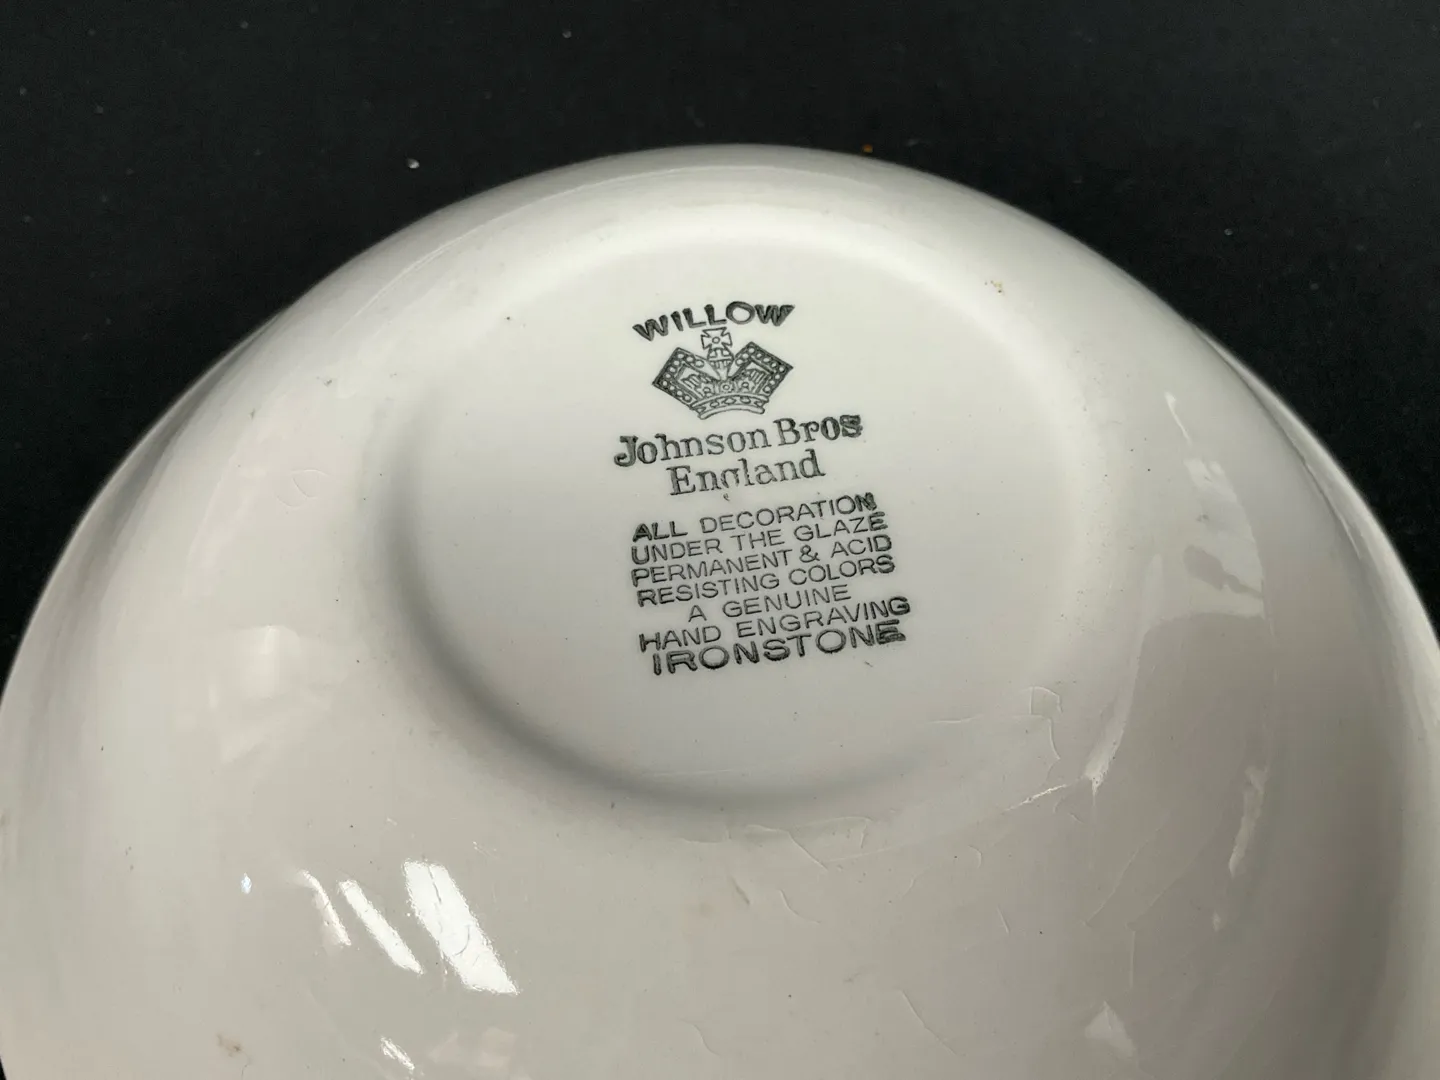 WILLOW
Johnson Bros
England
ALL DECORATION
UNDER THE GLAZE
PERMANENT & ACID
RESISTING COLORS
A GENUINE
HAND ENGRAVING
IRONSTONE